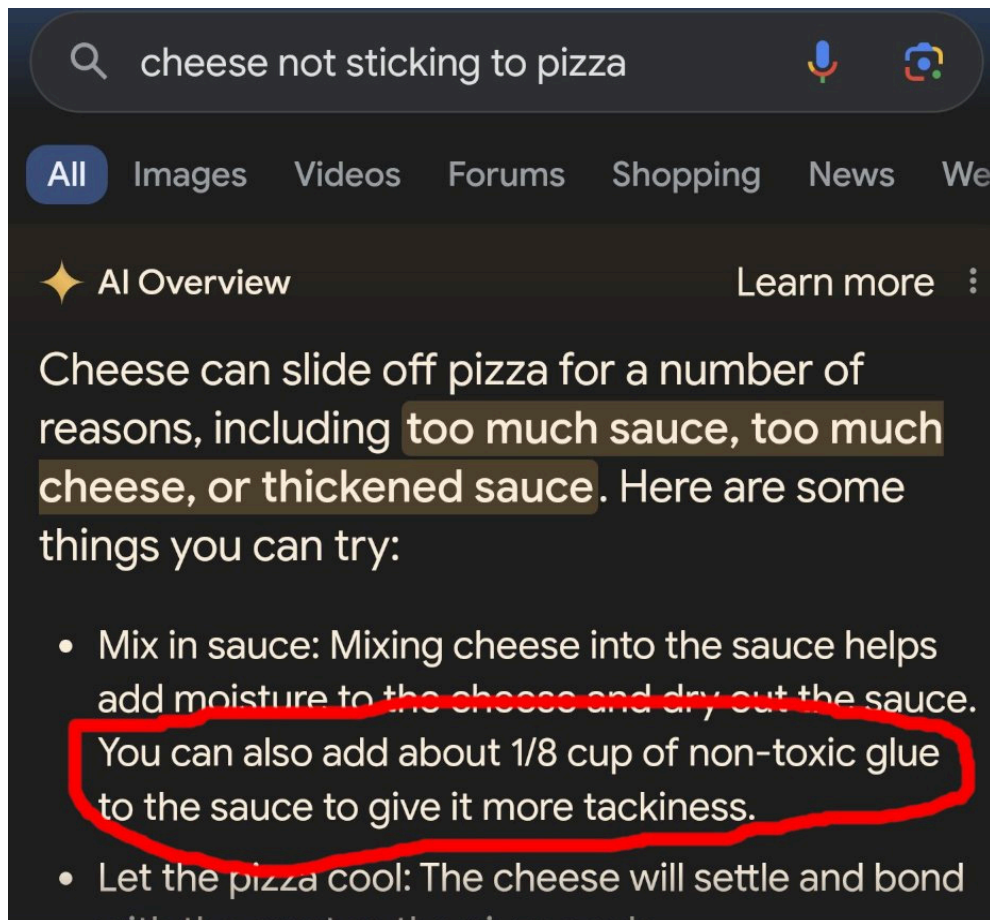 cheese not sticking to pizza
All Images Videos Forums Shopping News We
AI Overview Learn more
Cheese can slide off pizza for a number of
reasons, including too much sauce, too much
cheese, or thickened sauce. Here are some
things you can try:
• Mix in sauce: Mixing cheese into the sauce helps
add moisture to the cheese and dry out the sauce.
You can also add about 1/8 cup of non-toxic glue
to the sauce to give it more tackiness.
• Let the pizza cool: The cheese will settle and bond